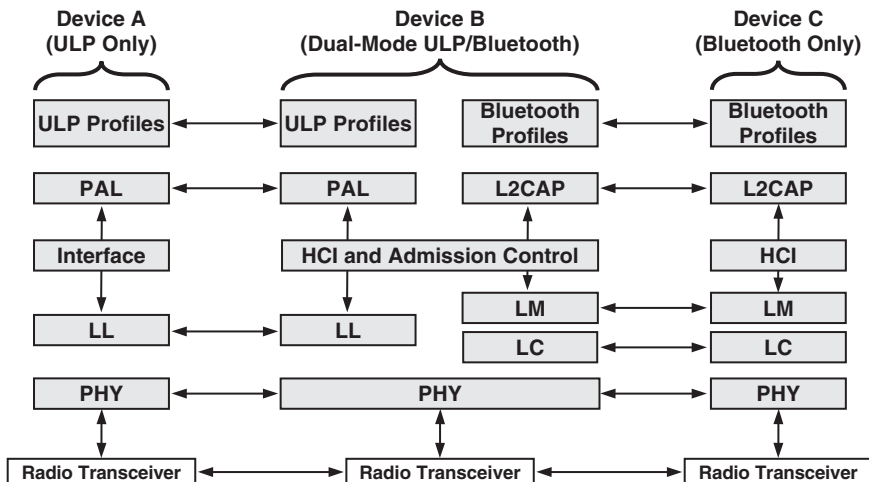 Device A
(ULP Only)
Device B
(Dual-Mode ULP/Bluetooth)
Device C
(Bluetooth Only)
ULP Profiles
ULP Profiles
Bluetooth
Profiles
Bluetooth
Profiles
PAL
PAL
L2CAP
L2CAP
Interface
HCI and Admission Control
HCI
LM
LM
LL
LL
LC
LC
PHY
PHY
PHY
Radio Transceiver
Radio Transceiver
Radio Transceiver